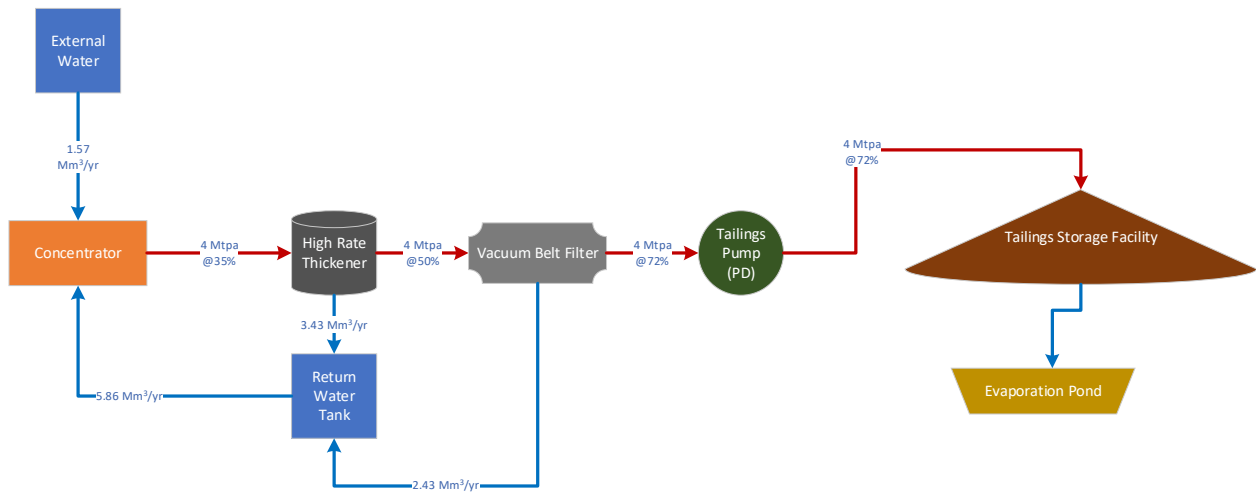 External
Water
1.57
Mm³/yr
Concentrator
4 Mtpa
@35%
High Rate
Thickener
4 Mtpa
@50%
Vacuum Belt Filter
4 Mtpa
@72%
Tailings
Pump
(PD)
4 Mtpa
@72%
Tailings Storage Facility
3.43 Mm³/yr
Return
Water
Tank
5.86 Mm³/yr
2.43 Mm³/yr
Evaporation Pond